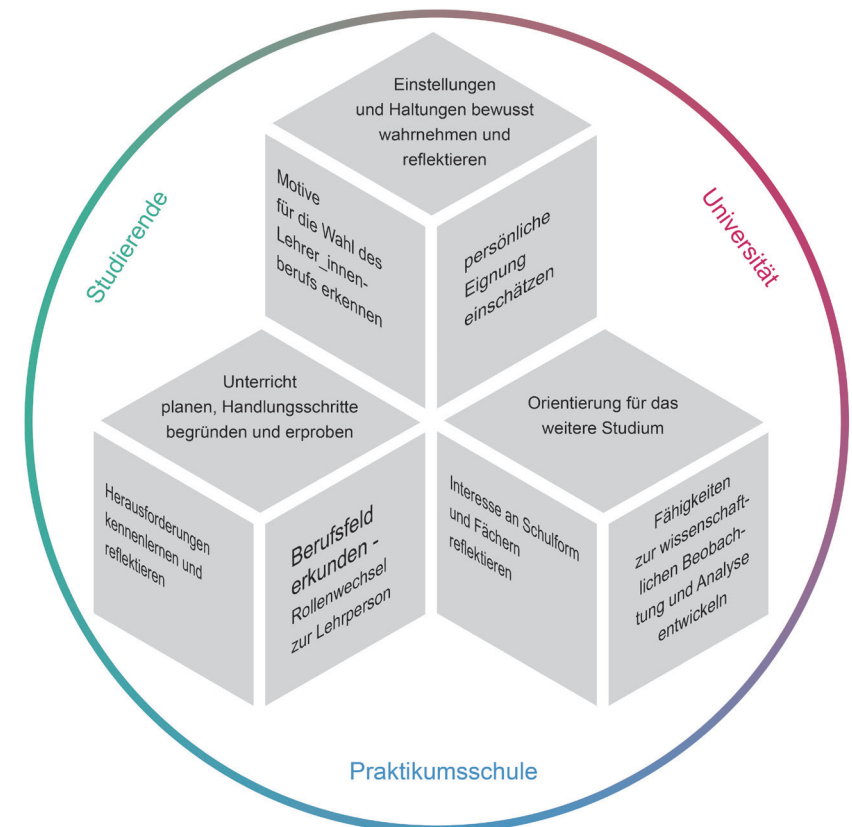 Einstellungen
und Haltungen bewusst
wahrnehmen und
reflektieren
Motive
für die Wahl des
Lehrer_innen-
berufs erkennen
persönliche
Eignung
einschätzen
Studierende
Universität
Unterricht
planen, Handlungsschritte
begründen und erproben
Orientierung für das
weitere Studium
Herausforderungen
kennenlernen und
reflektieren
Berufsfeld
erkunden -
Rollenwechsel
zur Lehrperson
Interesse an Schulform
und Fächern
reflektieren
Fähigkeiten
zur wissenschaft-
lichen Beobach-
tung und Analyse
entwickeln
Praktikumsschule